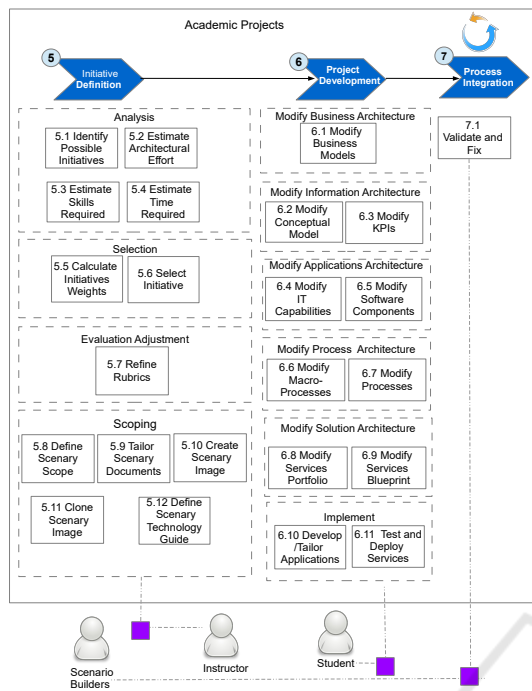 Academic Projects
5
Initiative
Definition
6
Project
Development
7
Process
Integration
Analysis
5.1 Identify
Possible
Initiatives
5.2 Estimate
Architectural
Effort
5.3 Estimate
Skills
Required
5.4 Estimate
Time
Required
Selection
5.5 Calculate
Initiatives
Weights
5.6 Select
Initiative
Evaluation Adjustment
5.7 Refine
Rubrics
Scoping
5.8 Define
Scenary
Scope
5.9 Tailor
Scenary
Documents
5.10 Create
Scenary
Image
5.11 Clone
Scenary
Image
5.12 Define
Scenary
Technology
Guide
Modify Business Architecture
6.1 Modify
Business
Models
Modify Information Architecture
6.2 Modify
Conceptual
Model
6.3 Modify
KPIs
Modify Applications Architecture
6.4 Modify
IT
Capabilities
6.5 Modify
Software
Components
Modify Process Architecture
6.6 Modify
Macro-
Processes
6.7 Modify
Processes
Modify Solution Architecture
6.8 Modify
Services
Portfolio
6.9 Modify
Services
Blueprint
Implement
6.10 Develop
/Tailor
Applications
6.11 Test and
Deploy
Services
7.1
Validate and
Fix
Scenario
Builders
Instructor
Student